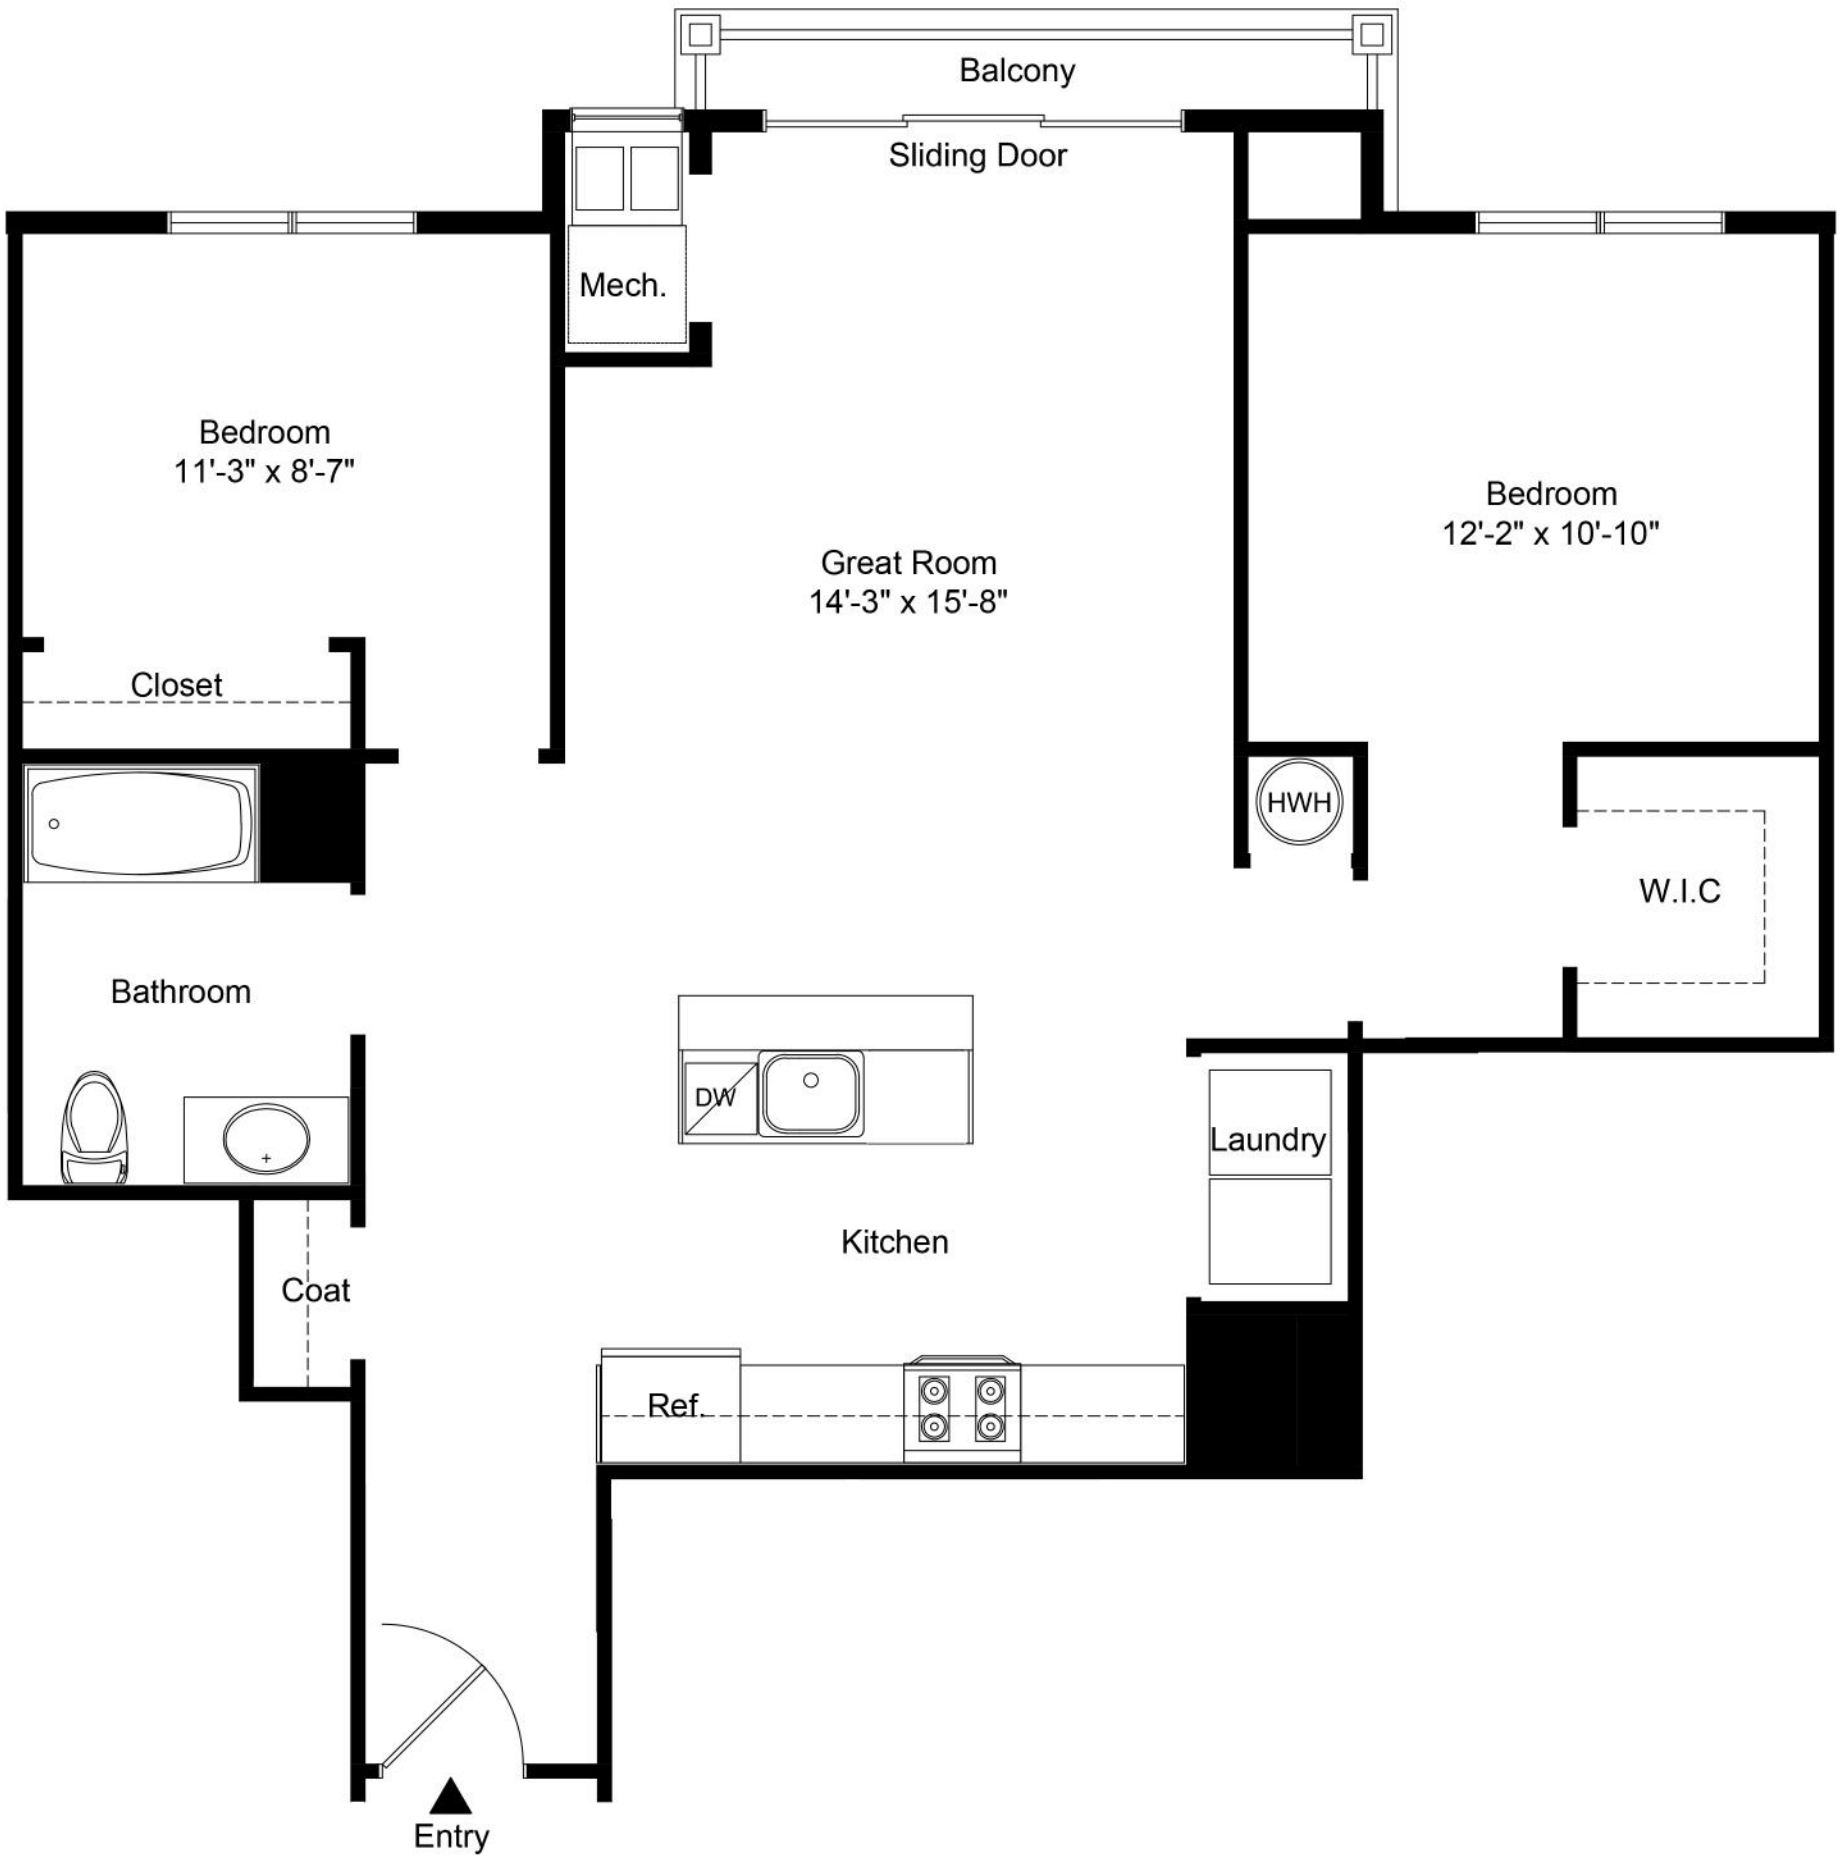 Balcony
Sliding Door
Mech.
Bedroom
11'-3" x 8'-7"
Bedroom
12'-2" x 10'-10"
Great Room
14'-3" x 15'-8"
Closet
HWH
W.I.C
Bathroom
DW
Laundry
Kitchen
Coat
Ref.
Entry